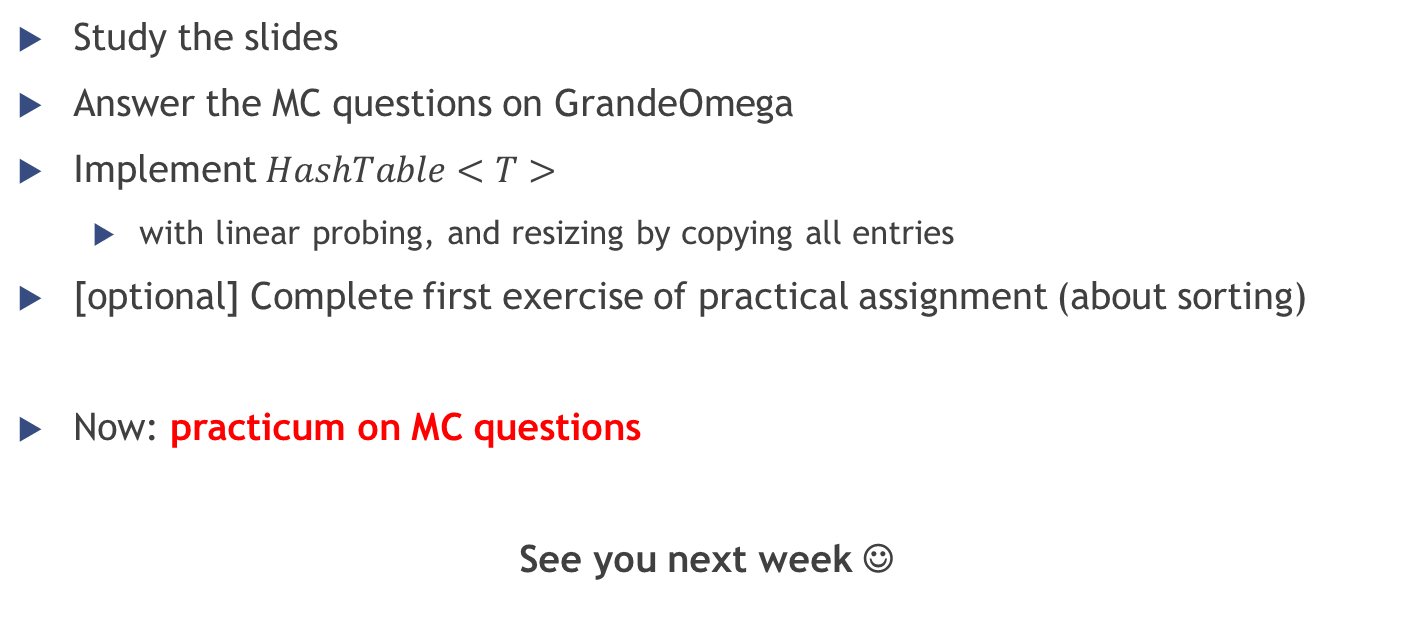 Study the slides
Answer the MC questions on GrandeOmega
Implement HashTable < T >
with linear probing, and resizing by copying all entries
[optional] Complete first exercise of practical assignment (about sorting)
Now: practicum on MC questions
See you next week ☺